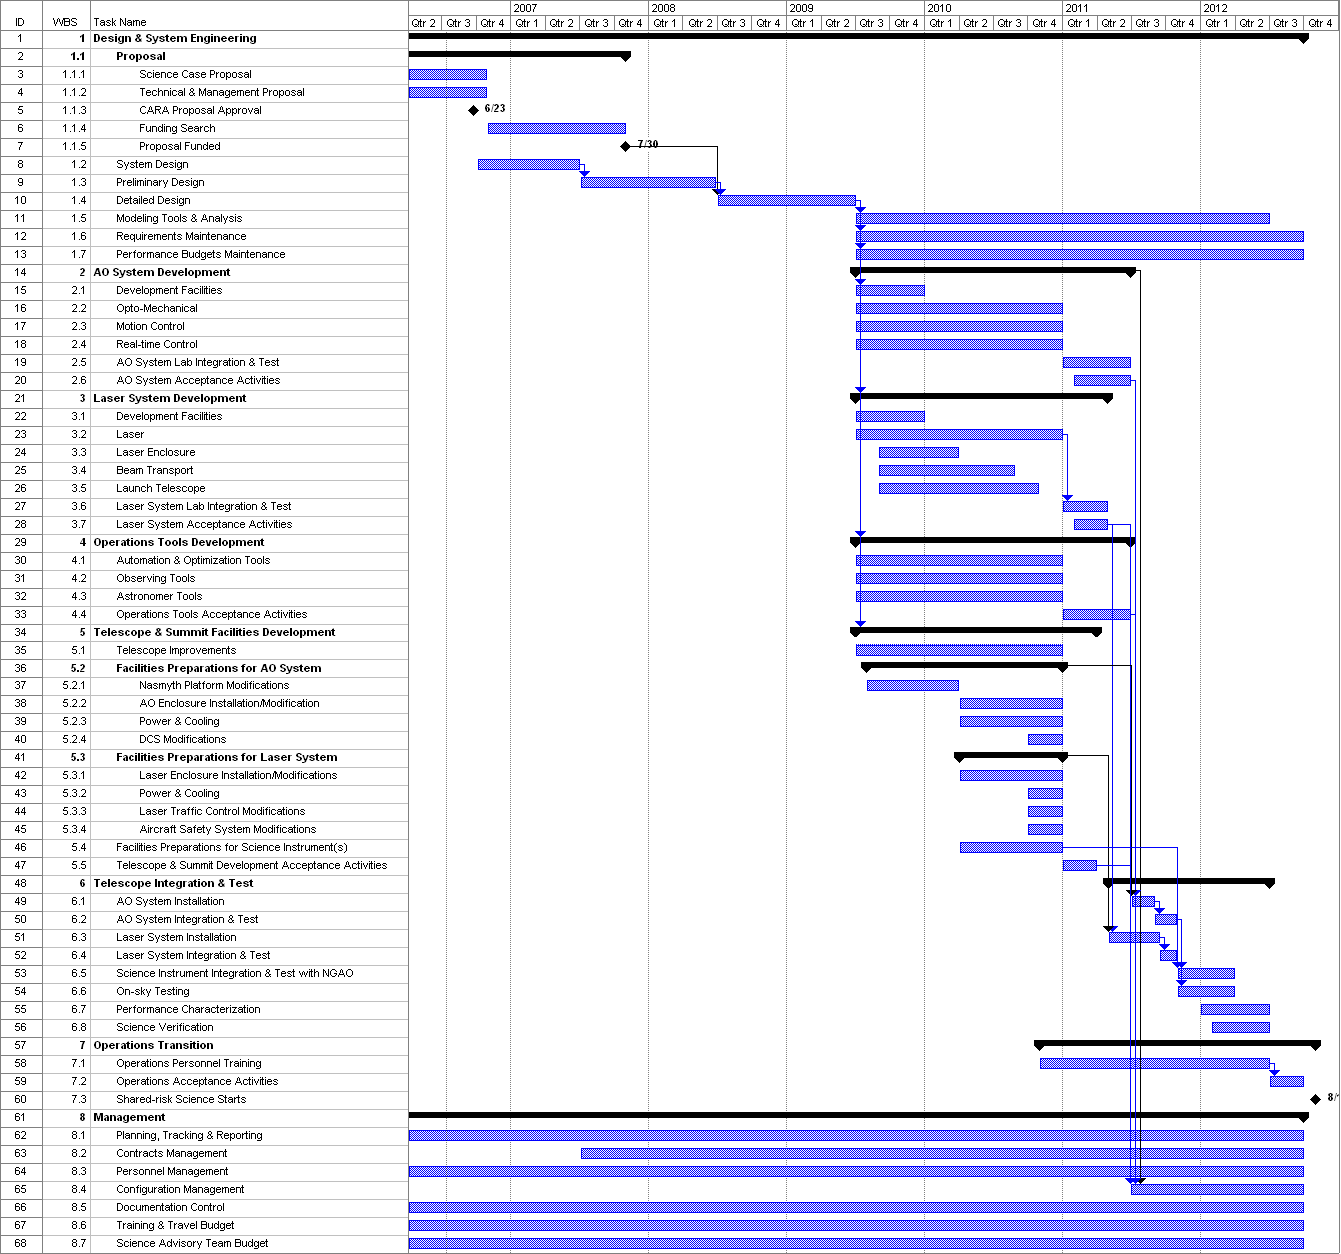 2007 2008 2009 2010 2011 2012
ID WBS Task Name Qtr 2 Qtr 3 Qtr 4 Qtr 1 Qtr 2 Qtr 3 Qtr 4 Qtr 1 Qtr 2 Qtr 3 Qtr 4 Qtr 1 Qtr 2 Qtr 3 Qtr 4 Qtr 1 Qtr 2 Qtr 3 Qtr 4 Qtr 1 Qtr 2 Qtr 3 Qtr 4 Qtr 1 Qtr 2 Qtr 3 Qtr 4
1 1 Design & System Engineering
2 1.1 Proposal
3 1.1.1 Science Case Proposal
4 1.1.2 Technical & Management Proposal
5 1.1.3 CARA Proposal Approval 6/23
6 1.1.4 Funding Search
7 1.1.5 Proposal Funded 7/30
8 1.2 System Design
9 1.3 Preliminary Design
10 1.4 Detailed Design
11 1.5 Modeling Tools & Analysis
12 1.6 Requirements Maintenance
13 1.7 Performance Budgets Maintenance
14 2 AO System Development
15 2.1 Development Facilities
16 2.2 Opto-Mechanical
17 2.3 Motion Control
18 2.4 Real-time Control
19 2.5 AO System Lab Integration & Test
20 2.6 AO System Acceptance Activities
21 3 Laser System Development
22 3.1 Development Facilities
23 3.2 Laser
24 3.3 Laser Enclosure
25 3.4 Beam Transport
26 3.5 Launch Telescope
27 3.6 Laser System Lab Integration & Test
28 3.7 Laser System Acceptance Activities
29 4 Operations Tools Development
30 4.1 Automation & Optimization Tools
31 4.2 Observing Tools
32 4.3 Astronomer Tools
33 4.4 Operations Tools Acceptance Activities
34 5 Telescope & Summit Facilities Development
35 5.1 Telescope Improvements
36 5.2 Facilities Preparations for AO System
37 5.2.1 Nasmyth Platform Modifications
38 5.2.2 AO Enclosure Installation/Modification
39 5.2.3 Power & Cooling
40 5.2.4 DCS Modifications
41 5.3 Facilities Preparations for Laser System
42 5.3.1 Laser Enclosure Installation/Modifications
43 5.3.2 Power & Cooling
44 5.3.3 Laser Traffic Control Modifications
45 5.3.4 Aircraft Safety System Modifications
46 5.4 Facilities Preparations for Science Instrument(s)
47 5.5 Telescope & Summit Development Acceptance Activities
48 6 Telescope Integration & Test
49 6.1 AO System Installation
50 6.2 AO System Integration & Test
51 6.3 Laser System Installation
52 6.4 Laser System Integration & Test
53 6.5 Science Instrument Integration & Test with NGAO
54 6.6 On-sky Testing
55 6.7 Performance Characterization
56 6.8 Science Verification
57 7 Operations Transition
58 7.1 Operations Personnel Training
59 7.2 Operations Acceptance Activities
60 7.3 Shared-risk Science Starts 8/
61 8 Management
62 8.1 Planning, Tracking & Reporting
63 8.2 Contracts Management
64 8.3 Personnel Management
65 8.4 Configuration Management
66 8.5 Documentation Control
67 8.6 Training & Travel Budget
68 8.7 Science Advisory Team Budget